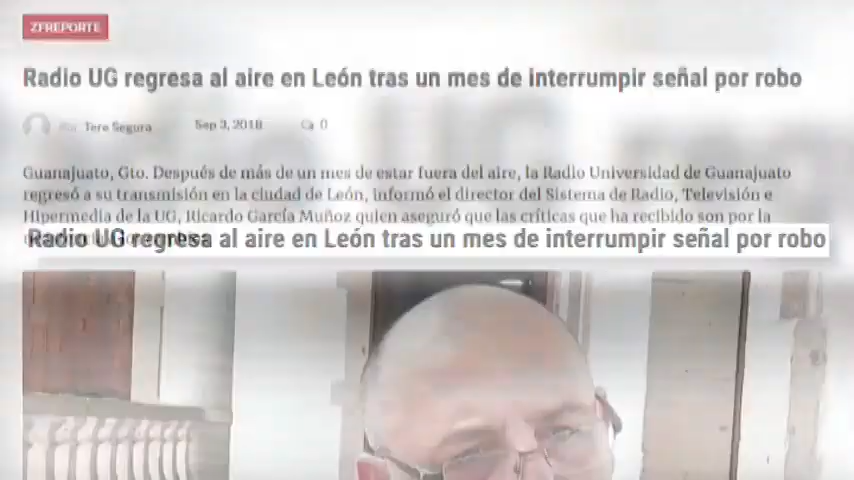 ZFREPORTE
Radio UG regresa al aire en León tras un mes de interrumpir señal por robo
Por Tere Segura Sep 3, 2018 0
Guanajuato, Gto. Después de más de un mes de estar fuera del aire, la Radio Universidad de Guanajuato
regresó a su transmisión en la ciudad de León, informó el director del Sistema de Radio, Televisión e
Hipermedia de la UG, Ricardo García Muñoz quien aseguró que las críticas que ha recibido son por la
Radio UG regresa al aire en León tras un mes de interrumpir señal por robo